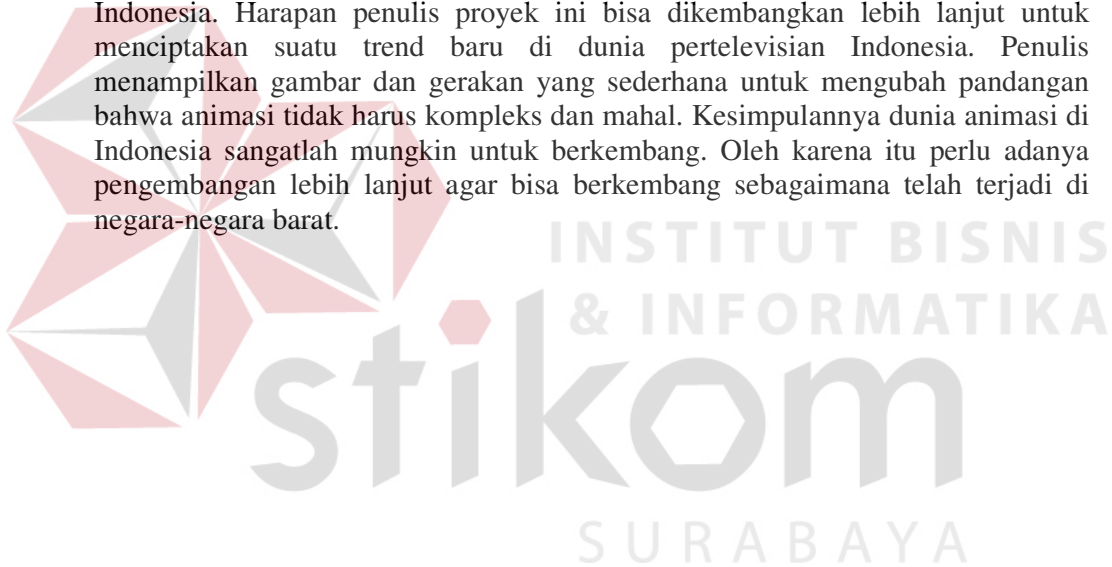 Indonesia. Harapan penulis proyek ini bisa dikembangkan lebih lanjut untuk
menciptakan suatu trend baru di dunia pertelevisian Indonesia. Penulis
menampilkan gambar dan gerakan yang sederhana untuk mengubah pandangan
bahwa animasi tidak harus kompleks dan mahal. Kesimpulannya dunia animasi di
Indonesia sangatlah mungkin untuk berkembang. Oleh karena itu perlu adanya
pengembangan lebih lanjut agar bisa berkembang sebagaimana telah terjadi di
negara-negara barat.
INSTITUT BISNIS
& INFORMATIKA
stikom
SURABAYA